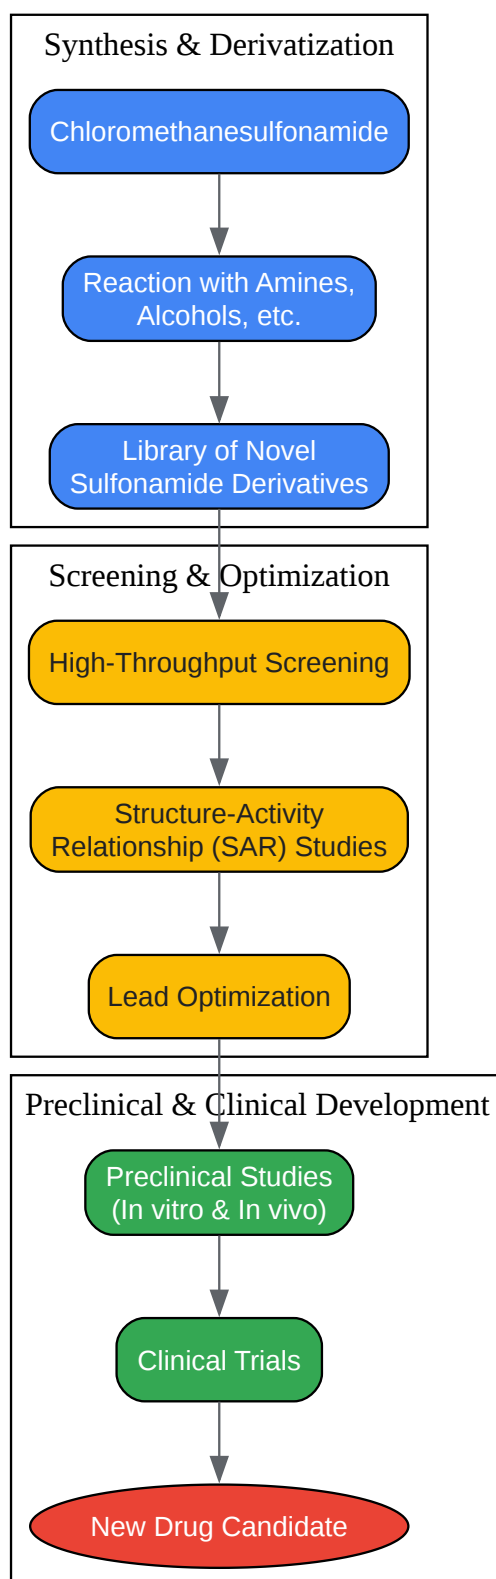 Synthesis & Derivatization
Chloromethanesulfonamide
Reaction with Amines,
Alcohols, etc.
Library of Novel
Sulfonamide Derivatives
Screening & Optimization
High-Throughput Screening
Structure-Activity
Relationship (SAR) Studies
Lead Optimization
Preclinical & Clinical Development
Preclinical Studies
(In vitro & In vivo)
Clinical Trials
New Drug Candidate